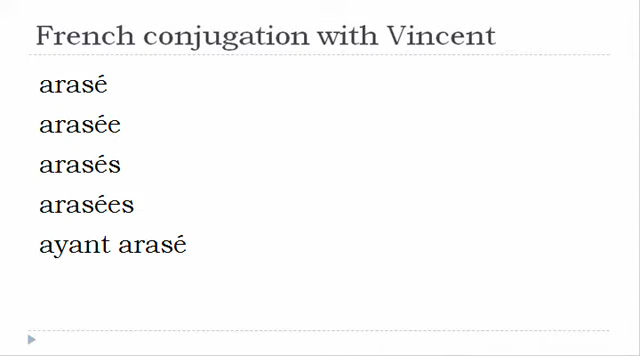 French conjugation with Vincent
arasé
arasée
arasés
arasées
ayant arasé